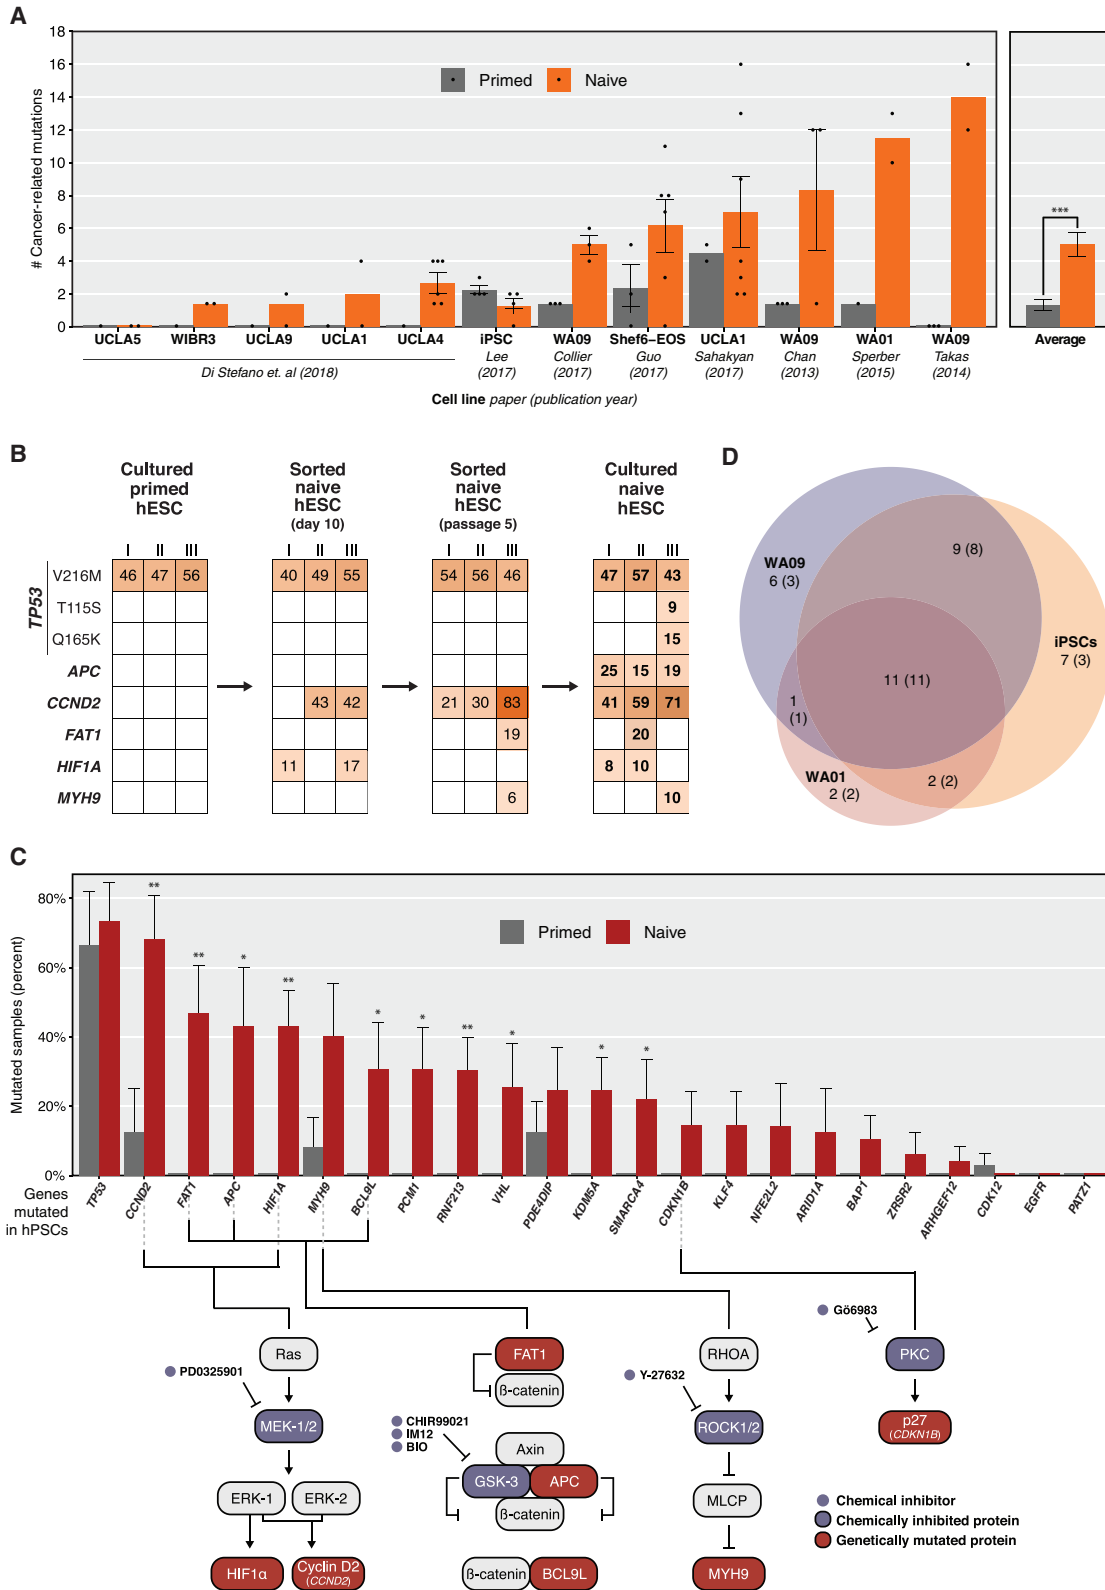 A
# Cancer-related mutations
18
16
14
12
10
8
6
4
2
0
Primed
Naive
***
UCLA5 WIBR3 UCLA9 UCLA1 UCLA4 iPSC WA09 Shef6–EOS UCLA1 WA09 WA01 WA09 Average
Lee Collier Guo Sahakyan Chan Sperber Takas
Di Stefano et. al (2018) (2017) (2017) (2017) (2017) (2013) (2015) (2014)
Cell line paper (publication year)
B
Cultured primed hESC
Sorted naive hESC (day 10)
Sorted naive hESC (passage 5)
Cultured naive hESC
I II III I II III I II III I II III
TP53
V216M 46 47 56 40 49 55 54 56 46 47 57 43
T115S 9
Q165K 15
APC 25 15 19
CCND2 43 42 21 30 83 41 59 71
FAT1 19 20
HIF1A 11 17 8 10
MYH9 6 10
D
WA09
6 (3)
9 (8)
iPSCs
7 (3)
11 (11)
1
(1)
WA01
2 (2)
2 (2)
C
Mutated samples (percent)
80%
60%
40%
20%
0%
Primed
Naive
** ** * ** * * ** * * *
Genes mutated in hPSCs
TP53 CCND2 FAT1 APC HIF1A MYH9 BCL9L PCM1 RNF213 VHL PDE4DIP KDM5A SMARCA4 CDKN1B KLF4 NFE2L2 ARID1A BAP1 ZRSR2 ARHGEF12 CDK12 EGFR PATZ1
PD0325901
Ras
MEK-1/2
ERK-1
ERK-2
HIF1α
Cyclin D2
(CCND2)
FAT1
ß-catenin
CHIR99021
IM12
BIO
Axin
GSK-3
APC
ß-catenin
ß-catenin
BCL9L
Y-27632
RHOA
ROCK1/2
MLCP
MYH9
Gö6983
PKC
p27
(CDKN1B)
Chemical inhibitor
Chemically inhibited protein
Genetically mutated protein